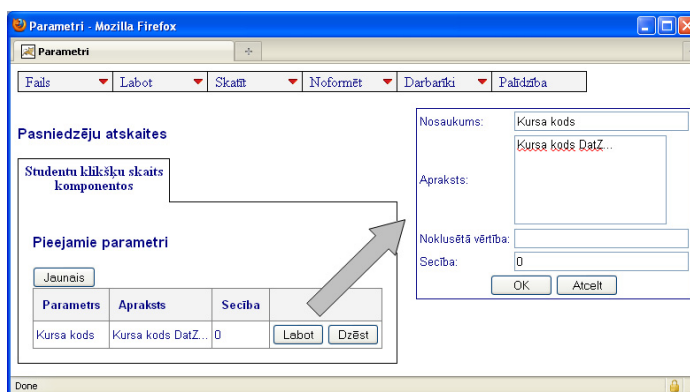 Parametri - Mozilla Firefox
Parametri
Fails Labot Skatīt Noformēt Darbarīki Palīdzība
Pasniedzēju atskaites
Studentu klikšķu skaits
komponentos
Pieejamie parametri
Jaunais
Parametrs Apraksts Secība
Kursa kods Kursa kods DatZ... 0 Labot Dzēst
Nosaukums: Kursa kods
Apraksts: Kursa kods DatZ...
Noklusētā vērtība:
Secība: 0
OK Atcelt
Done